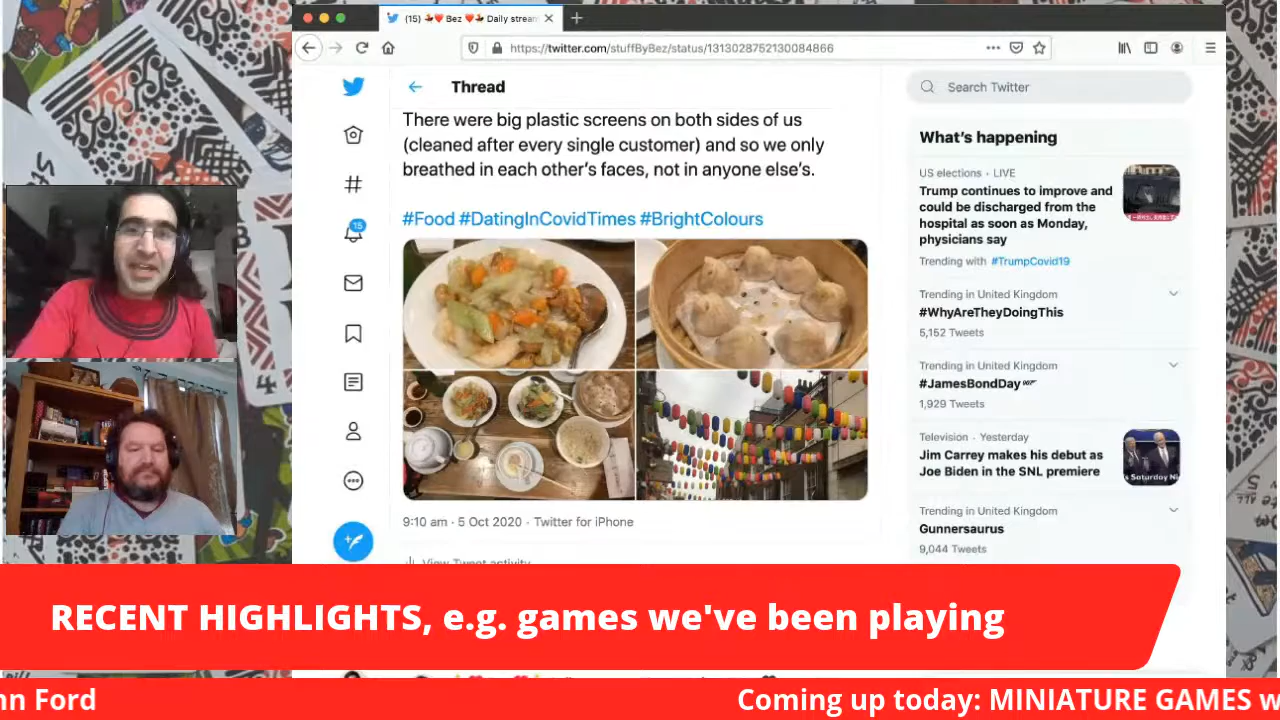 (15) Bez Daily strea
https://twitter.com/stuffByBez/status/1313028752130084866
Thread
There were big plastic screens on both sides of us
(cleaned after every single customer) and so we only
breathed in each other's faces, not in anyone else's.
#Food #DatingInCovidTimes #BrightColours
9:10 am · 5 Oct 2020 · Twitter for iPhone
View Tweet activity
15
Search Twitter
What's happening
US elections · LIVE
Trump continues to improve and
could be discharged from the
hospital as soon as Monday,
physicians say
Trending with #TrumpCovid19
Trending in United Kingdom
#WhyAreTheyDoingThis
5,152 Tweets
Trending in United Kingdom
#JamesBondDay
1,929 Tweets
Television · Yesterday
Jim Carrey makes his debut as
Joe Biden in the SNL premiere
Gunnersaurus
Trending in United Kingdom
9,044 Tweets
RECENT HIGHLIGHTS, e.g. games we've been playing
nn Ford
Coming up today: MINIATURE GAMES w